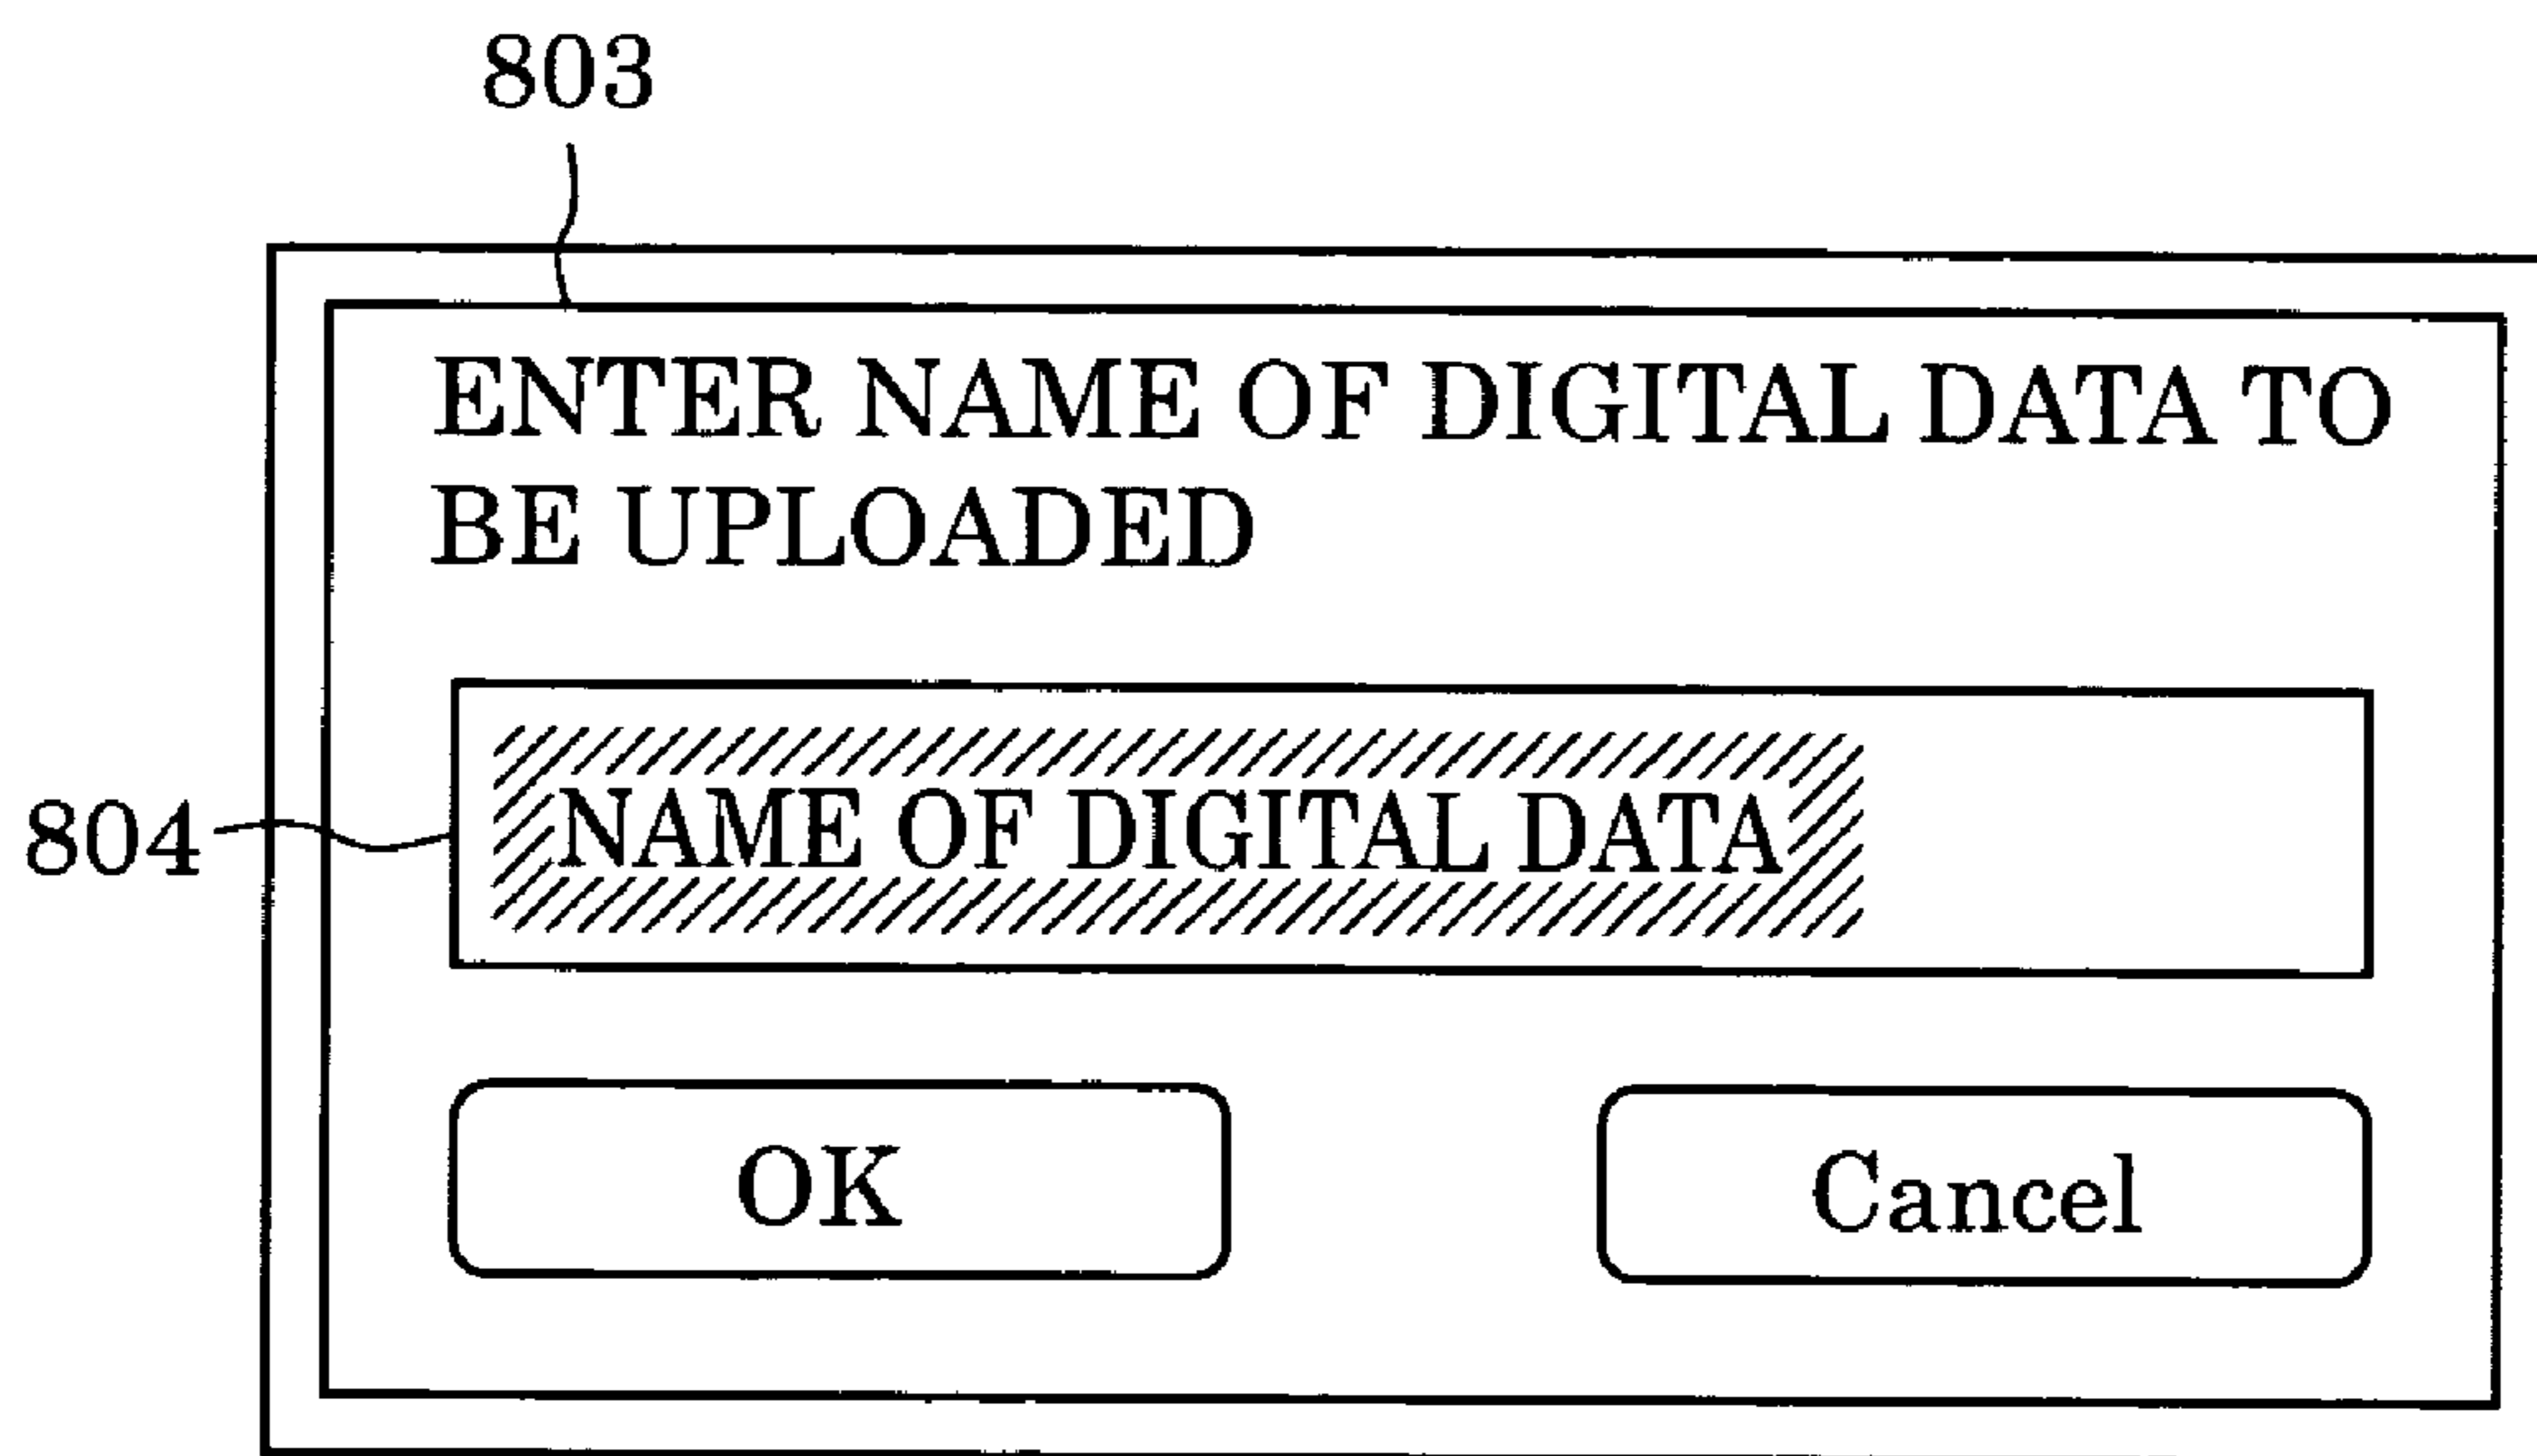 803
ENTER NAME OF DIGITAL DATA TO
BE UPLOADED
804
NAME OF DIGITAL DATA
OK
Cancel